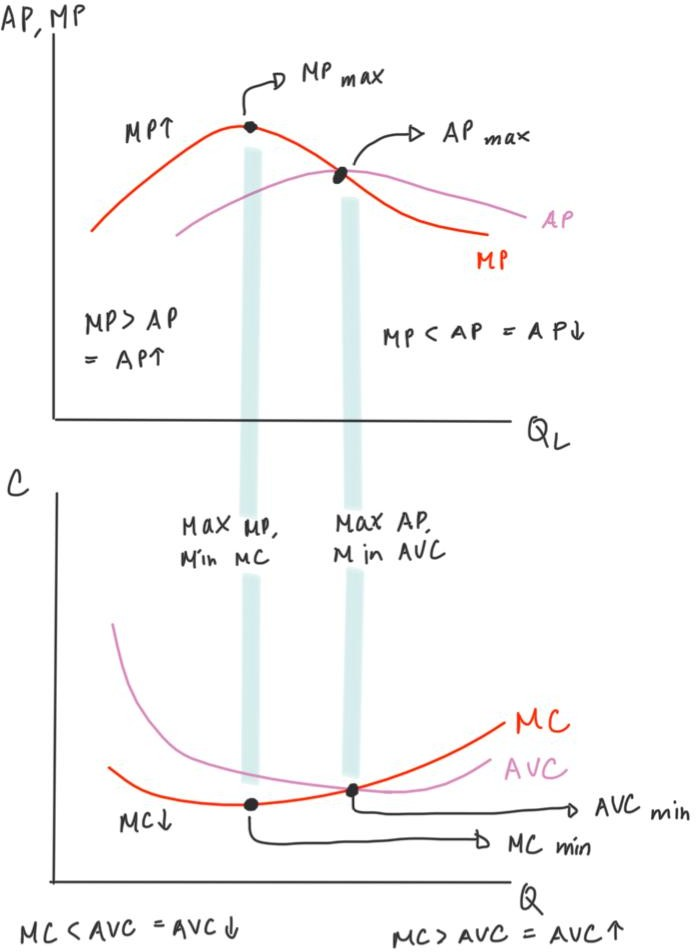 AP, MP
MP max
MP↑
AP max
AP
MP
MP > AP
= AP↑
MP < AP = AP↓
QL
C
Max MP,
Min MC
Max AP,
Min AVC
MC
AVC
MC↓
AVC min
MC min
Q
MC < AVC = AVC↓
MC > AVC = AVC↑